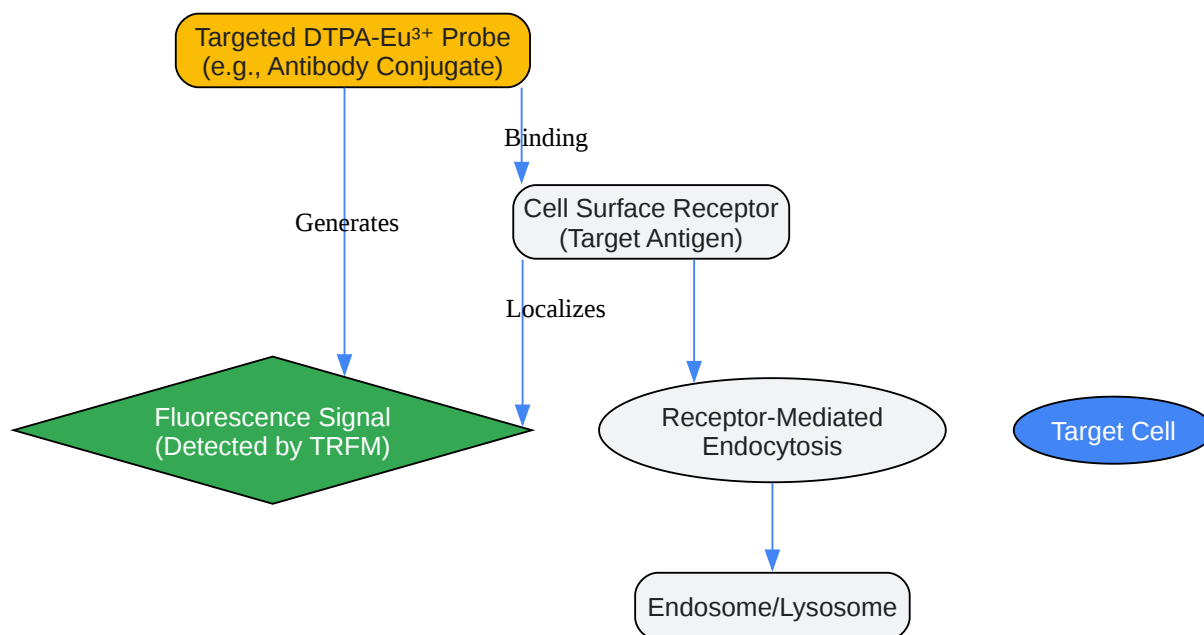 Targeted DTPA-Eu³⁺ Probe
(e.g., Antibody Conjugate)
Binding
Cell Surface Receptor
(Target Antigen)
Generates
Localizes
Fluorescence Signal
(Detected by TRFM)
Receptor-Mediated
Endocytosis
Target Cell
Endosome/Lysosome